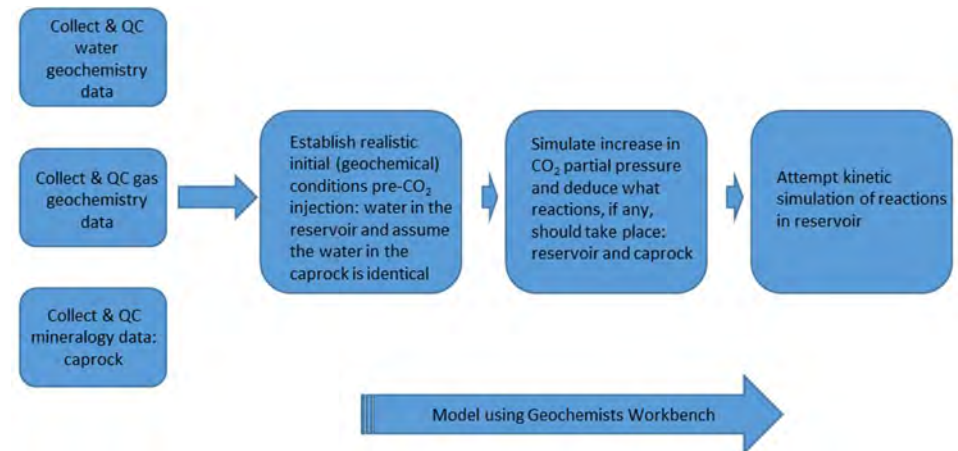 Collect & QC
water
geochemistry
data
Collect & QC gas
geochemistry
data
Collect & QC
mineralogy data:
caprock
Establish realistic
initial (geochemical)
conditions pre-CO₂
injection: water in the
reservoir and assume
the water in the
caprock is identical
Simulate increase in
CO₂ partial pressure
and deduce what
reactions, if any,
should take place:
reservoir and caprock
Attempt kinetic
simulation of reactions
in reservoir
Model using Geochemists Workbench